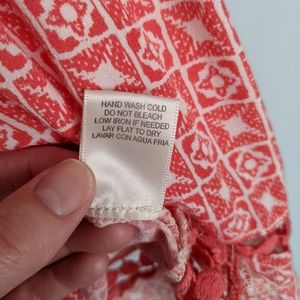 HAND WASH COLD
DO NOT BLEACH
LOW IRON IF NEEDED
LAY FLAT TO DRY
LAVAR CON AGUA FRIA